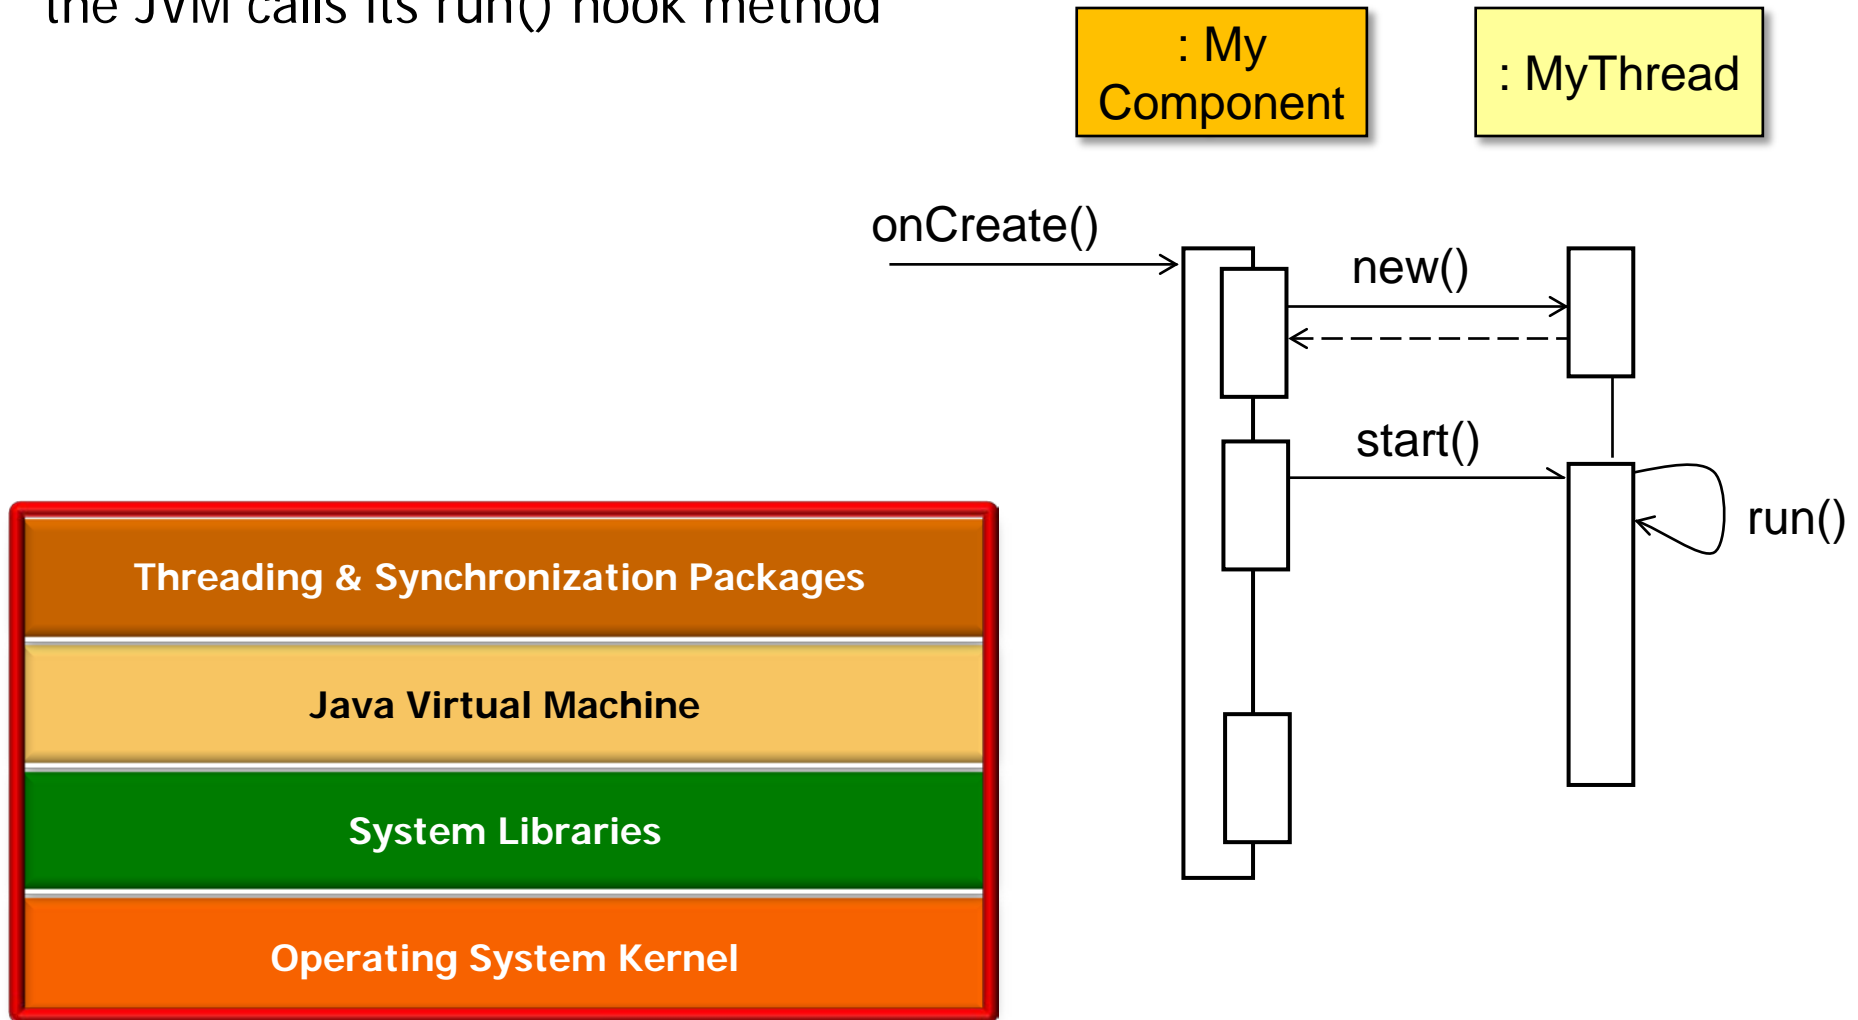 the JVM calls its run() hook method
: My
Component
: MyThread
onCreate()
new()
start()
run()
Threading & Synchronization Packages
Java Virtual Machine
System Libraries
Operating System Kernel